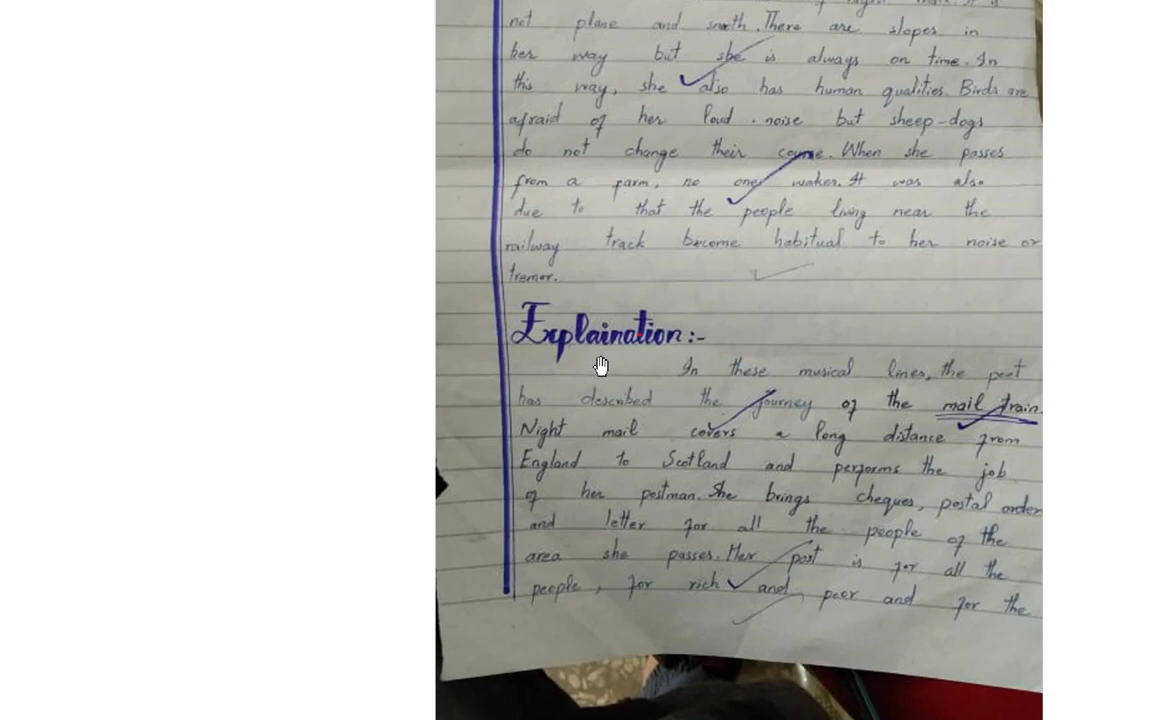 not plane and smoth. There are slopes in
her way but she is always on time. In
this way, she also has human qualities. Birds are
afraid of her loud noise but sheep-dogs
do not change their course. When she passes
from a farm, no one wakes. It was also
due to that the people living near the
railway track become habitual to her noise or
tremor.
Explaination:-
In these musical lines, the poet
has described the journey of the mail train.
Night mail covers a long distance from
England to Scotland and performs the job
of her postman. She brings cheques, postal order
and letter for all the people of the
area she passes. Her post is for all the
people, for rich and poor and for the